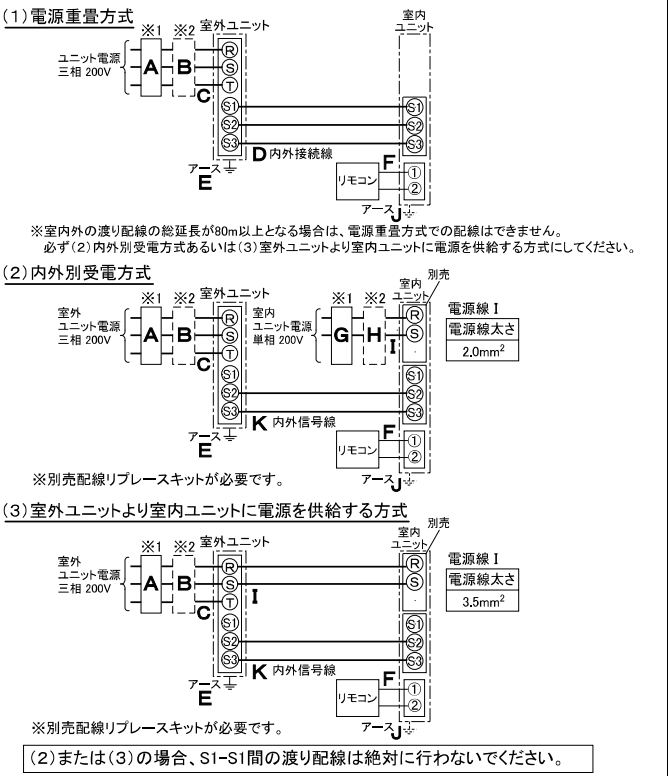 (1)電源重畳方式
※1 ※2 室外ユニット
室内
ユニット
ユニット電源
三相 200V
A B
R
S
T
C
S1 S1
S2 S2
S3 S3
D 内外接続線
アース
E
F
リモコン
①
②
アース J
※室内外の渡り配線の総延長が80m以上となる場合は、電源重畳方式での配線はできません。
必ず(2)内外別受電方式あるいは(3)室外ユニットより室内ユニットに電源を供給する方式にしてください。
(2)内外別受電方式
※1 ※2 室外ユニット
※1 ※2
室内
ユニット
別売
室外
ユニット電源
三相 200V
A B
R
S
T
C
室内
ユニット電源
単相 200V
G H
R
S
I
電源線 I
電源線太さ
2.0mm²
S1 S1
S2 S2
S3 S3
K 内外信号線
アース
E
F
リモコン
①
②
アース J
※別売配線リプレースキットが必要です。
(3)室外ユニットより室内ユニットに電源を供給する方式
※1 ※2 室外ユニット
室内
ユニット
別売
室外
ユニット電源
三相 200V
A B
R R
S S
T
C
I
電源線 I
電源線太さ
3.5mm²
S1 S1
S2 S2
S3 S3
K 内外信号線
アース
E
F
リモコン
①
②
アース J
※別売配線リプレースキットが必要です。
(2)または(3)の場合、S1-S1間の渡り配線は絶対に行わないでください。